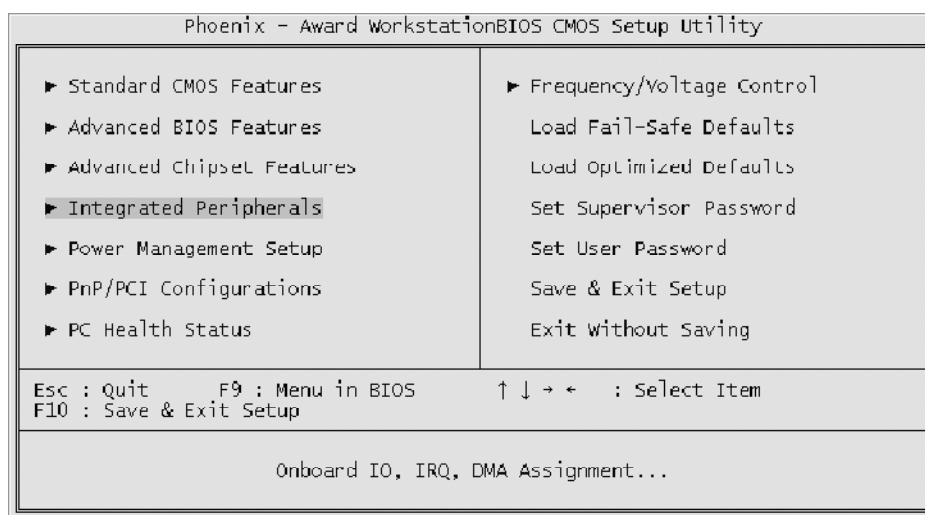 Phoenix - Award WorkstationBIOS CMOS Setup Utility
► Standard CMOS Features
► Advanced BIOS Features
► Advanced Chipset Features
► Integrated Peripherals
► Power Management Setup
► PnP/PCI Configurations
► PC Health Status
► Frequency/Voltage Control
Load Fail-Safe Defaults
Load Optimized Defaults
Set Supervisor Password
Set User Password
Save & Exit Setup
Exit Without Saving
Esc : Quit F9 : Menu in BIOS ↑ ↓ → ← : Select Item
F10 : Save & Exit Setup
Onboard IO, IRQ, DMA Assignment...